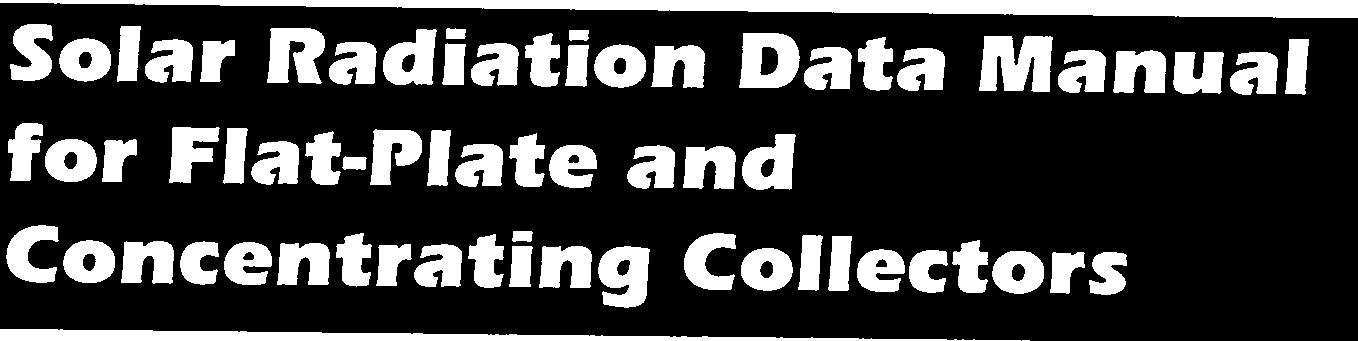 Solar Radiation Data Manual
for Flat-Plate and
Concentrating Collectors